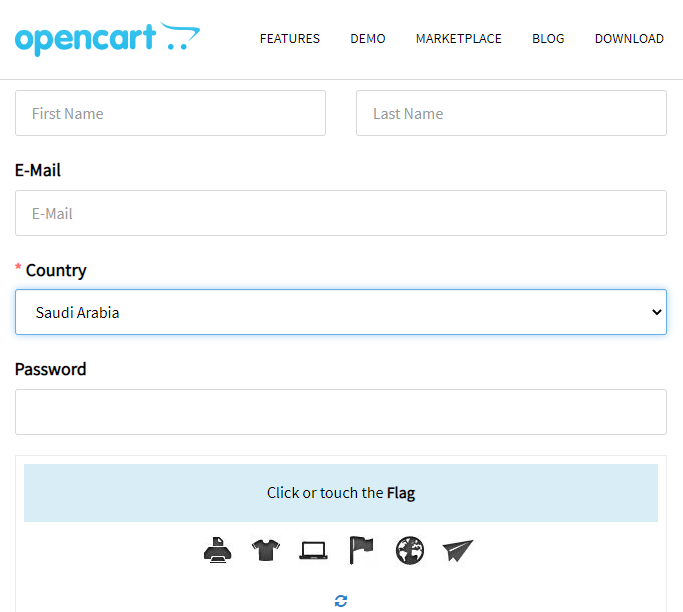 opencart
FEATURES DEMO MARKETPLACE BLOG DOWNLOAD
First Name Last Name
E-Mail
E-Mail
* Country
Saudi Arabia
Password
Click or touch the Flag